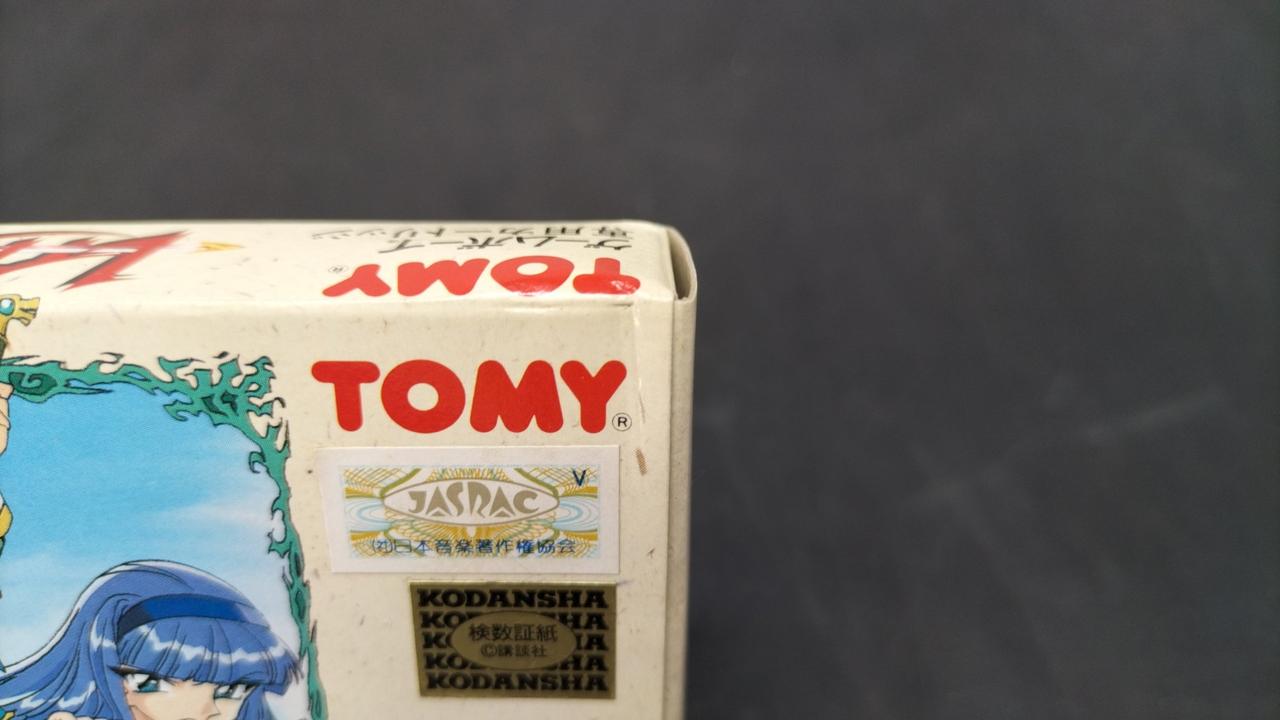 ゲームボーイ
専用カートリッジ
TOMY®
TOMY®
V
JASRAC
(社)日本音楽著作権協会
KODANSHA
KODANSHA
検数証紙
©講談社
KODANSHA